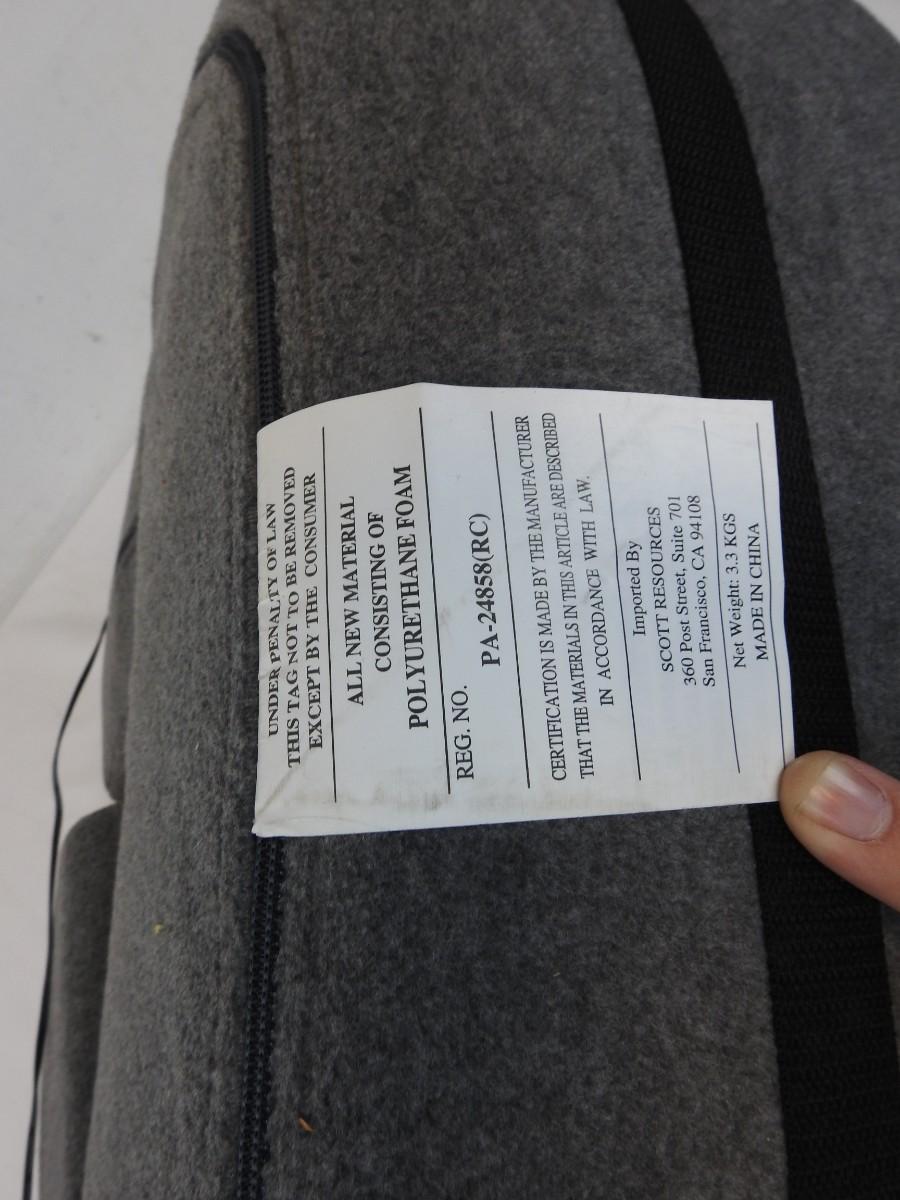 UNDER PENALTY OF LAW
THIS TAG NOT TO BE REMOVED
EXCEPT BY THE CONSUMER
ALL NEW MATERIAL
CONSISTING OF
POLYURETHANE FOAM
REG. NO.
PA-24858(RC)
CERTIFICATION IS MADE BY THE MANUFACTURER
THAT THE MATERIALS IN THIS ARTICLE ARE DESCRIBED
IN ACCORDANCE WITH LAW.
Imported By
SCOTT RESOURCES
360 Post Street, Suite 701
San Francisco, CA 94108
Net Weight: 3.3 KGS
MADE IN CHINA